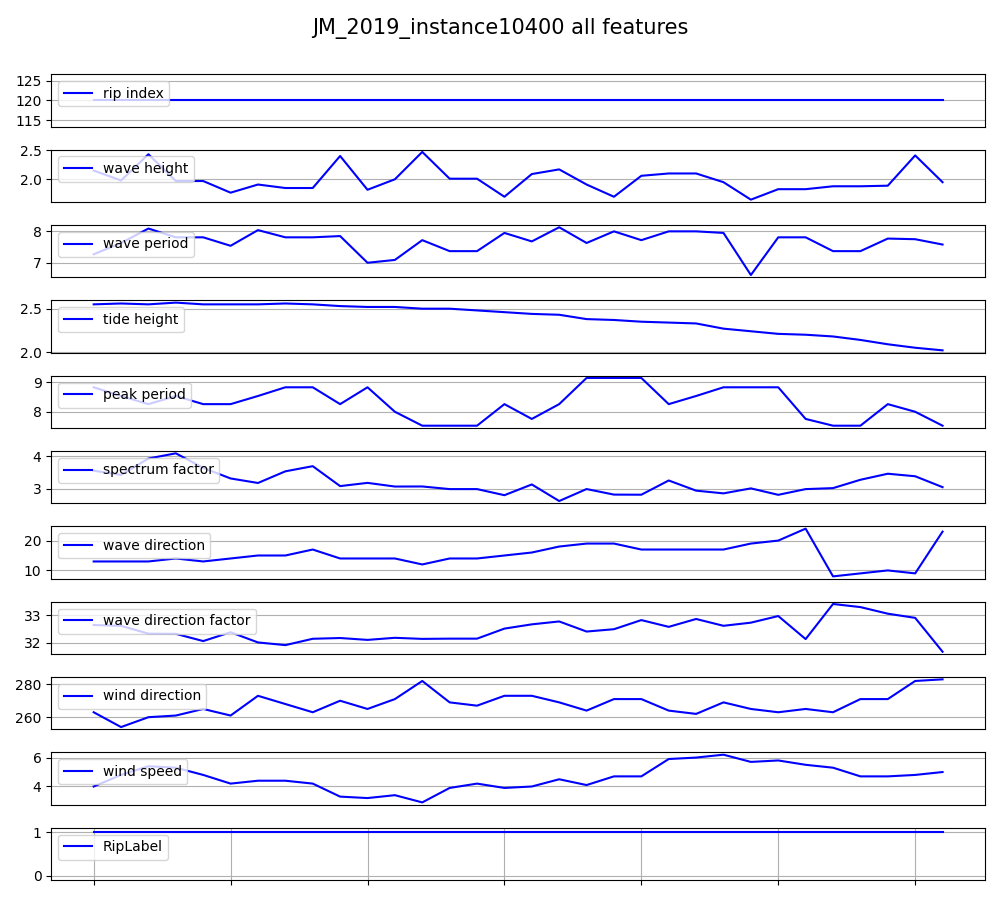 JM_2019_instance10400 all features
125
120
115
rip index
2.5
2.0
wave height
8
7
wave period
2.5
2.0
tide height
9
8
peak period
4
3
spectrum factor
20
10
wave direction
33
32
wave direction factor
280
260
wind direction
6
4
wind speed
1
0
RipLabel